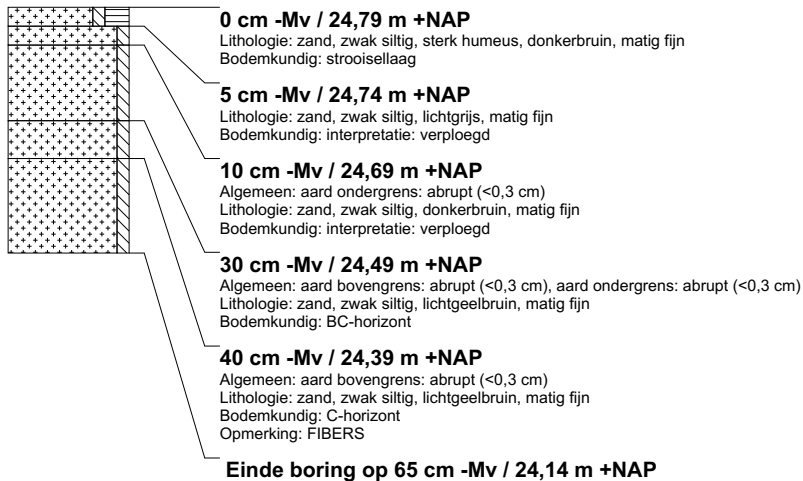 0 cm -Mv / 24,79 m +NAP
Lithologie: zand, zwak siltig, sterk humeus, donkerbruin, matig fijn
Bodemkundig: strooisellaag
5 cm -Mv / 24,74 m +NAP
Lithologie: zand, zwak siltig, lichtgrijs, matig fijn
Bodemkundig: interpretatie: verploegd
10 cm -Mv / 24,69 m +NAP
Algemeen: aard ondergrens: abrupt (<0,3 cm)
Lithologie: zand, zwak siltig, donkerbruin, matig fijn
Bodemkundig: interpretatie: verploegd
30 cm -Mv / 24,49 m +NAP
Algemeen: aard bovengrens: abrupt (<0,3 cm), aard ondergrens: abrupt (<0,3 cm)
Lithologie: zand, zwak siltig, lichtgeelbruin, matig fijn
Bodemkundig: BC-horizont
40 cm -Mv / 24,39 m +NAP
Algemeen: aard bovengrens: abrupt (<0,3 cm)
Lithologie: zand, zwak siltig, lichtgeelbruin, matig fijn
Bodemkundig: C-horizont
Opmerking: FIBERS
Einde boring op 65 cm -Mv / 24,14 m +NAP